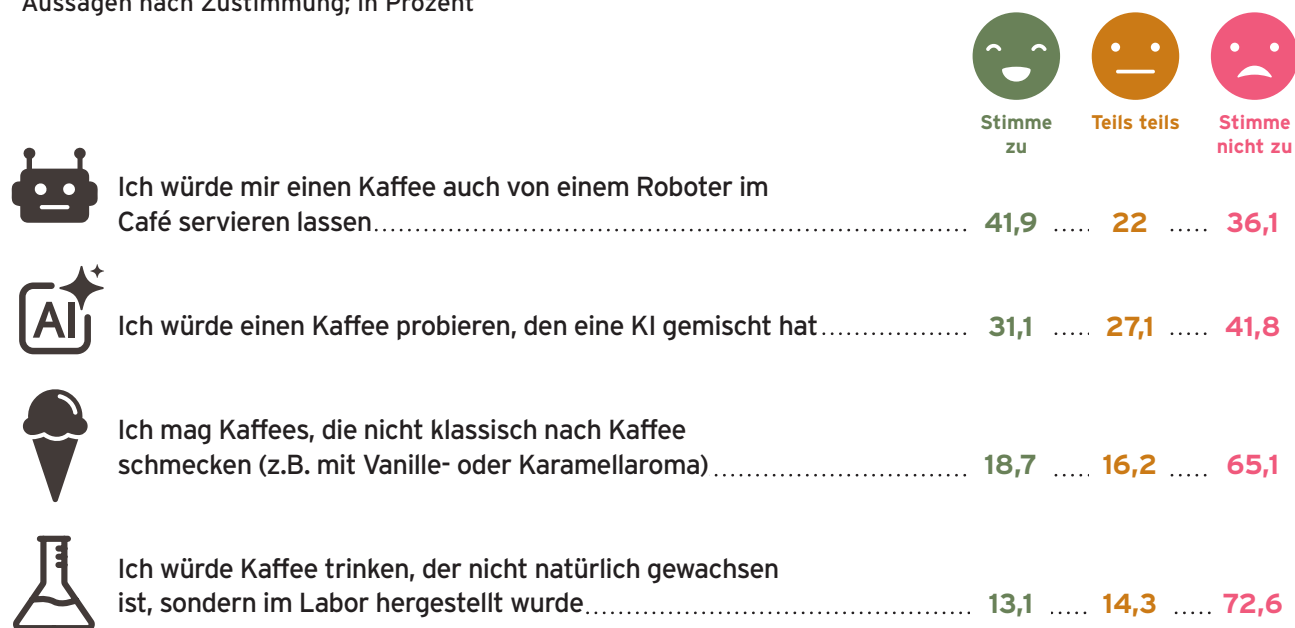 Aussagen nach Zustimmung; in Prozent
Stimme zu
Teils teils
Stimme nicht zu
Ich würde mir einen Kaffee auch von einem Roboter im
Café servieren lassen 41,9 22 36,1
AI
Ich würde einen Kaffee probieren, den eine KI gemischt hat 31,1 27,1 41,8
Ich mag Kaffees, die nicht klassisch nach Kaffee
schmecken (z.B. mit Vanille- oder Karamellaroma) 18,7 16,2 65,1
Ich würde Kaffee trinken, der nicht natürlich gewachsen
ist, sondern im Labor hergestellt wurde 13,1 14,3 72,6